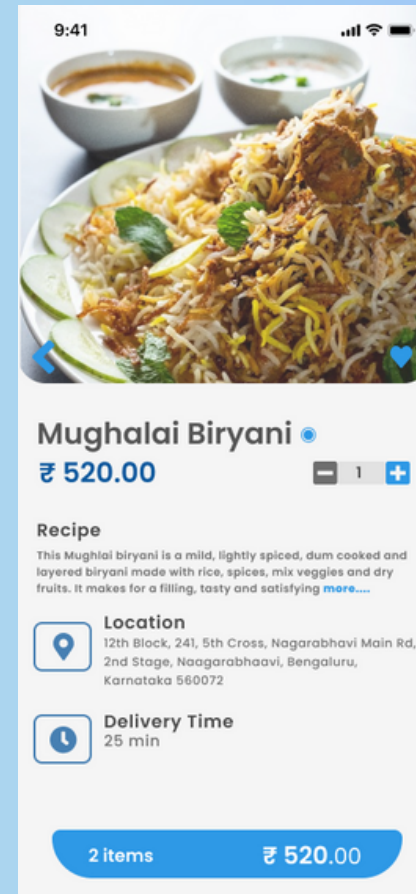 9:41
Mughalai Biryani
₹ 520.00
1
Recipe
This Mughlai biryani is a mild, lightly spiced, dum cooked and
layered biryani made with rice, spices, mix veggies and dry
fruits. It makes for a filling, tasty and satisfying more....
Location
12th Block, 241, 5th Cross, Nagarabhavi Main Rd,
2nd Stage, Naagarabhaavi, Bengaluru,
Karnataka 560072
Delivery Time
25 min
2 items ₹ 520.00